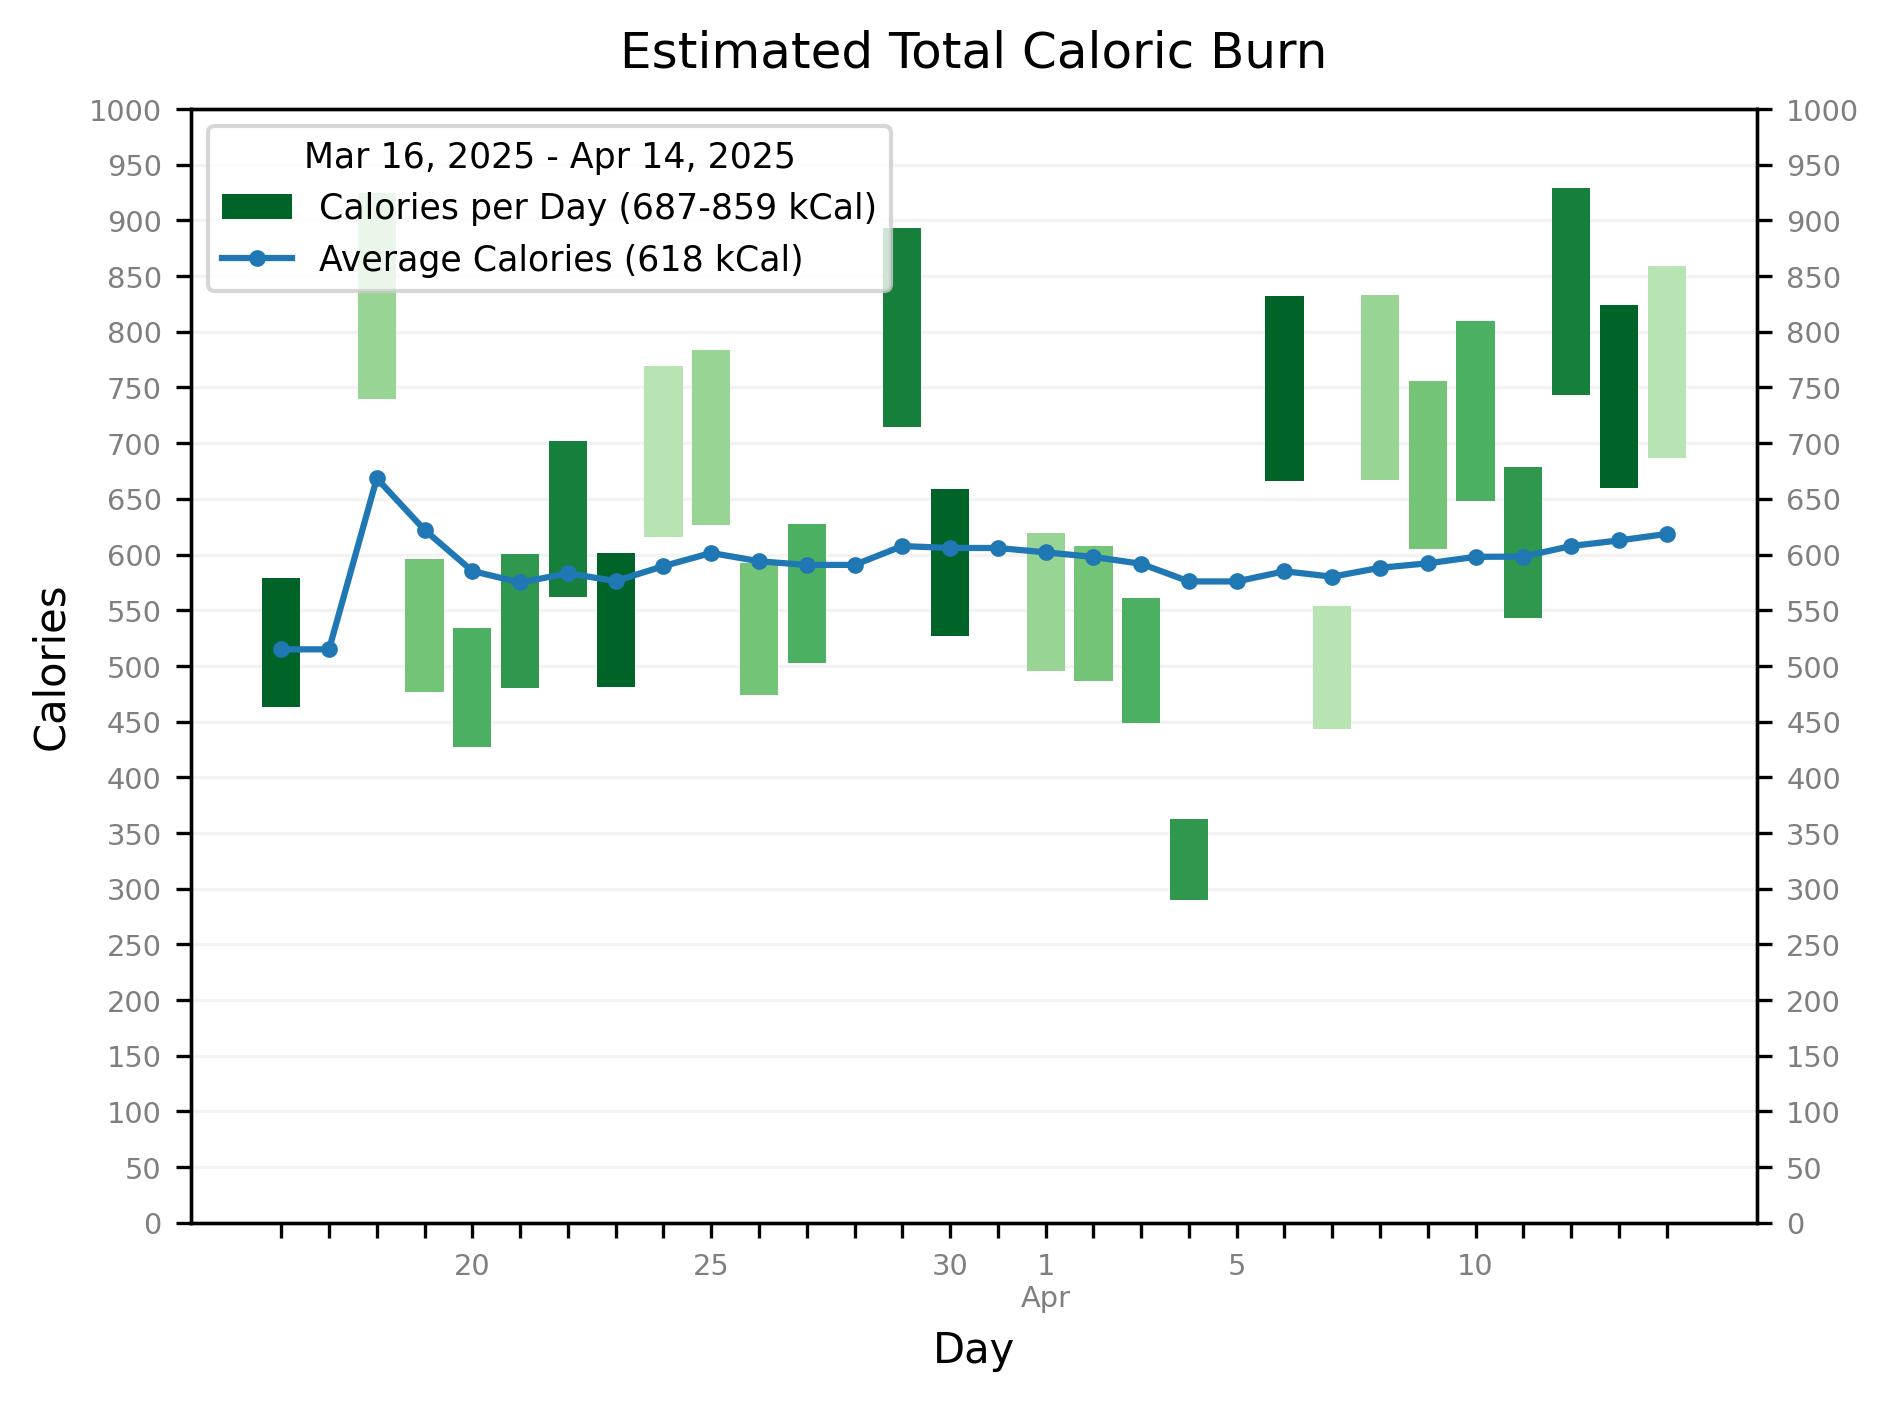 Estimated Total Caloric Burn
Mar 16, 2025 - Apr 14, 2025
Calories per Day (687-859 kCal)
Average Calories (618 kCal)
1000 1000
950 950
900 900
850 850
800 800
750 750
700 700
650 650
600 600
550 550
500 500
450 450
400 400
350 350
300 300
250 250
200 200
150 150
100 100
50 50
0 0
Calories
20 25 30 1 5 10
Apr
Day